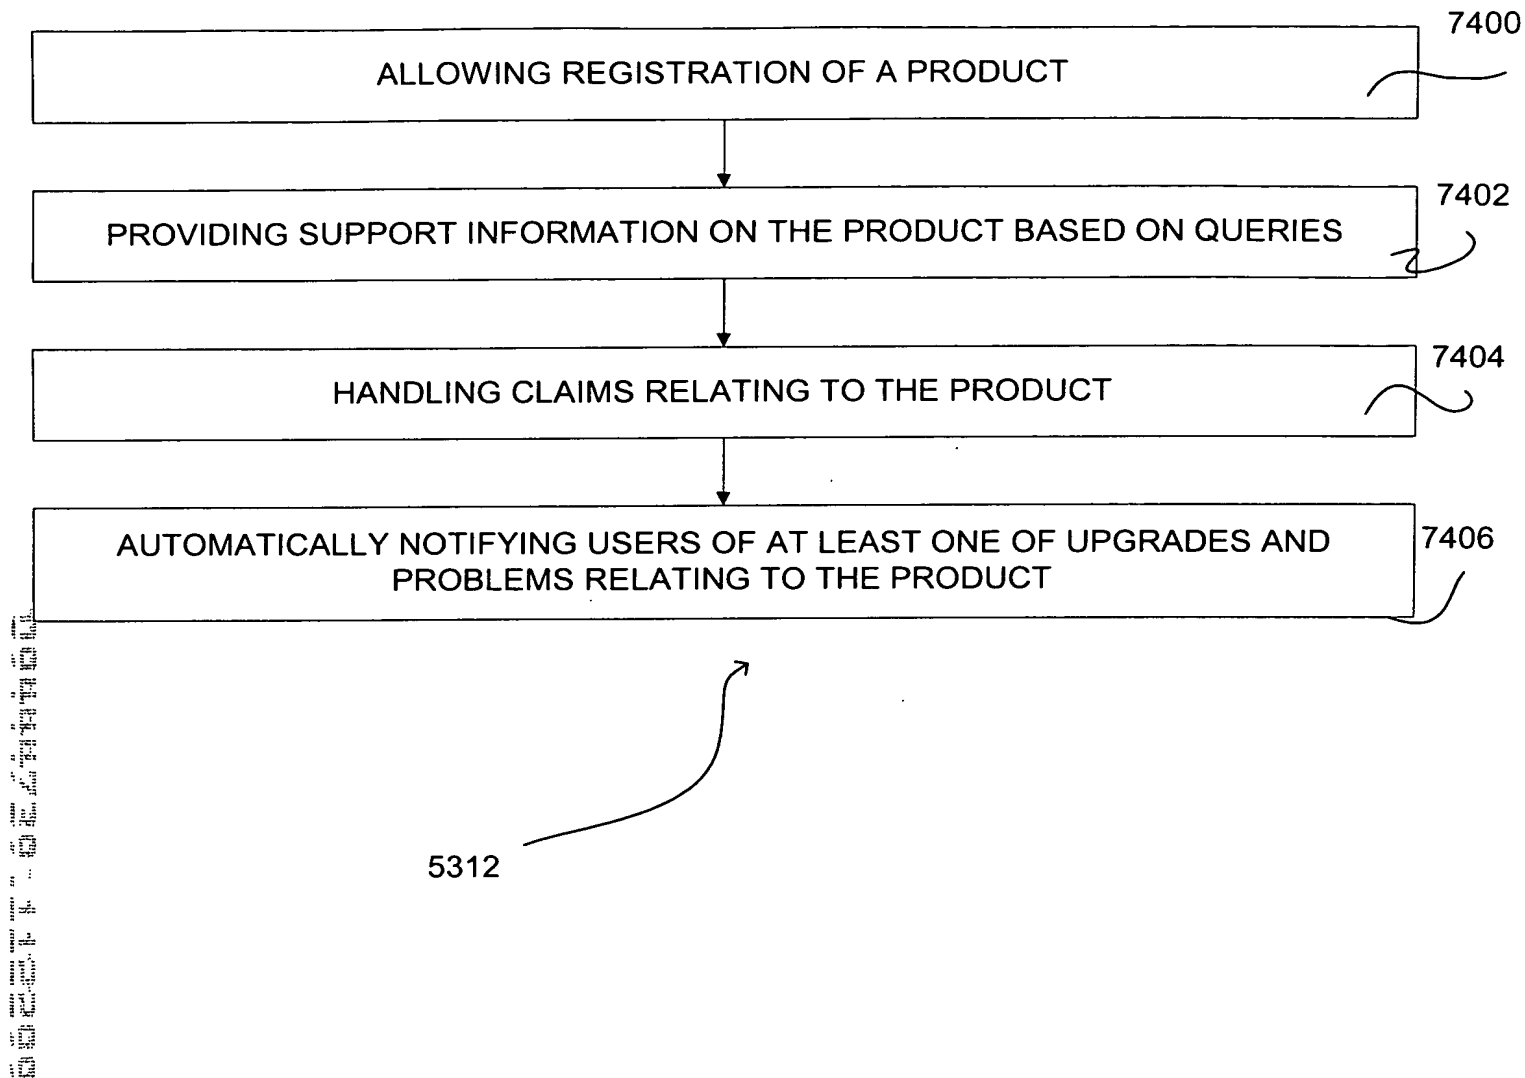 7400
ALLOWING REGISTRATION OF A PRODUCT
7402
PROVIDING SUPPORT INFORMATION ON THE PRODUCT BASED ON QUERIES
7404
HANDLING CLAIMS RELATING TO THE PRODUCT
7406
AUTOMATICALLY NOTIFYING USERS OF AT LEAST ONE OF UPGRADES AND
PROBLEMS RELATING TO THE PRODUCT
5312